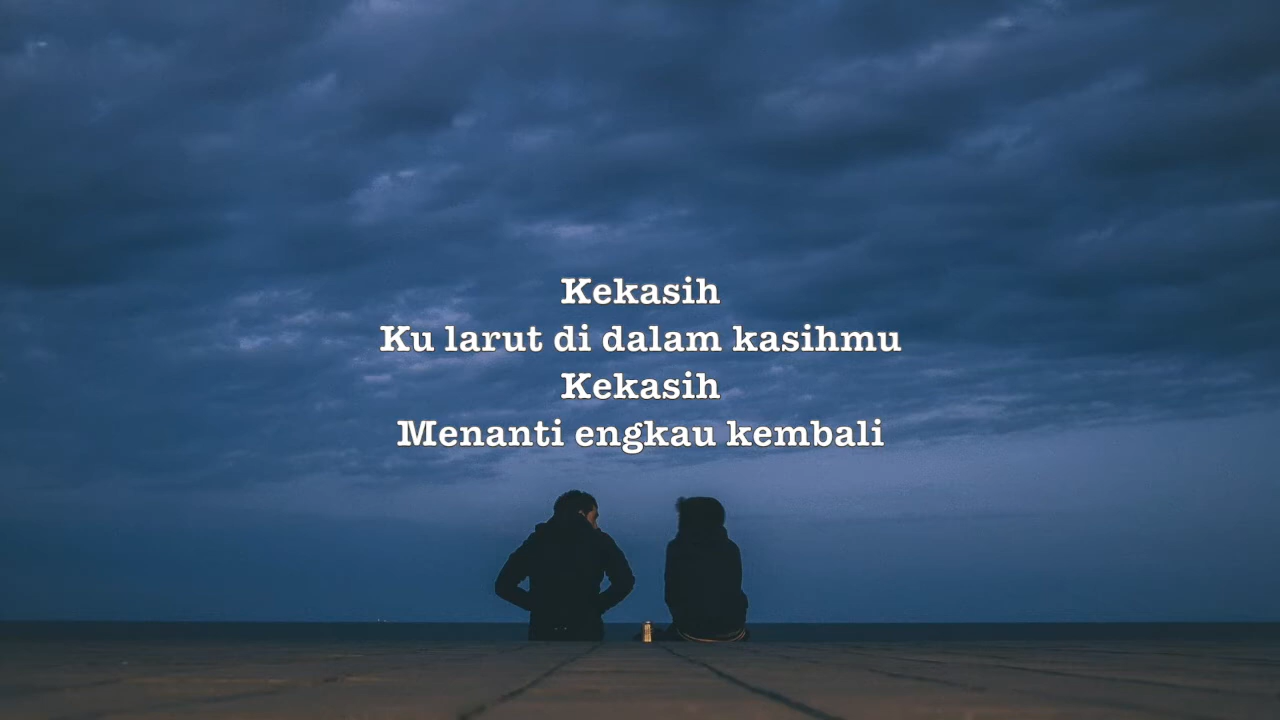 Kekasih
Ku larut di dalam kasihmu
Kekasih
Menanti engkau kembali